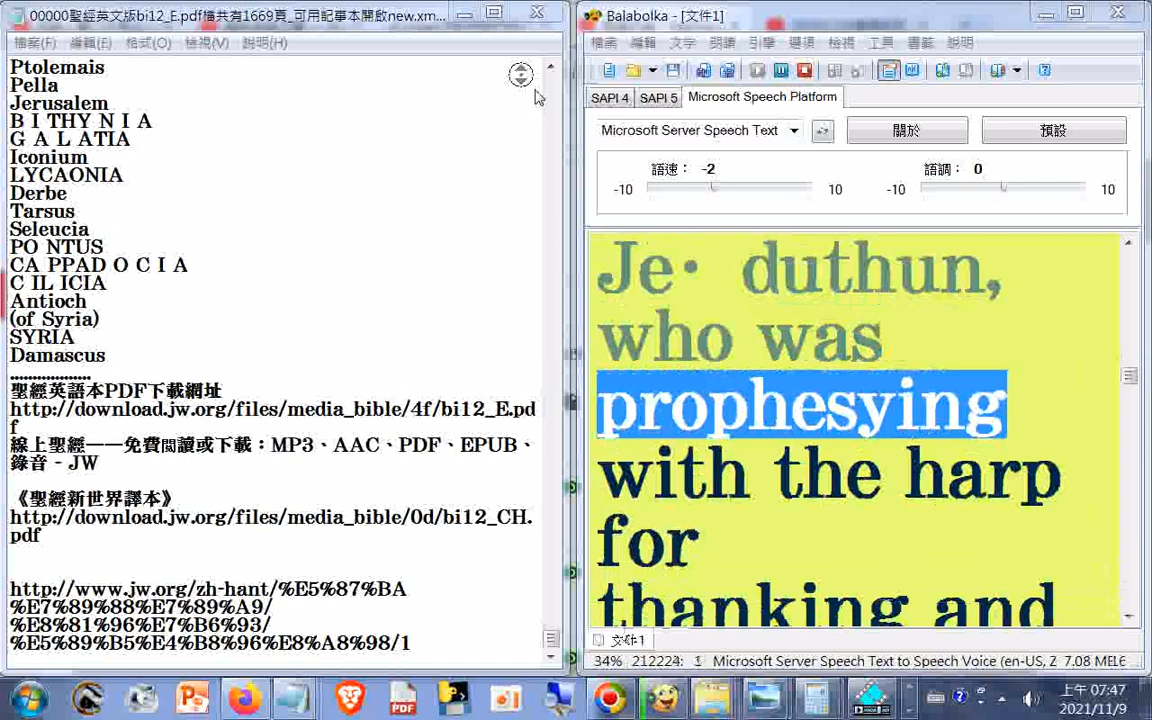 00000聖經英文版bi12_E.pdf檔共有1669頁_可用記事本開啟new.xm...
檔案(F) 編輯(E) 格式(O) 檢視(V) 說明(H)
Ptolemais
Pella
Jerusalem
B I THY N I A
G A L ATIA
Iconium
LYCAONIA
Derbe
Tarsus
Seleucia
PO NTUS
CA PPAD O C I A
C IL ICIA
Antioch
(of Syria)
SYRIA
Damascus
..................
聖經英語本PDF下載網址
http://download.jw.org/files/media_bible/4f/bi12_E.pd
f
線上聖經——免費閱讀或下載：MP3、AAC、PDF、EPUB、
錄音 - JW
《聖經新世界譯本》
http://download.jw.org/files/media_bible/0d/bi12_CH.
pdf
http://www.jw.org/zh-hant/%E5%87%BA
%E7%89%88%E7%89%A9/
%E8%81%96%E7%B6%93/
%E5%89%B5%E4%B8%96%E8%A8%98/1
Balabolka - [文件1]
檔案 編輯 文字 朗讀 引擎 選項 檢視 工具 書籤 說明
SAPI 4 SAPI 5 Microsoft Speech Platform
Microsoft Server Speech Text 關於 預設
語速： -2 語調： 0
-10 10 -10 10
Je· duthun,
who was
prophesying
with the harp
for
thanking and
文件1
34% 212224: 1 Microsoft Server Speech Text to Speech Voice (en-US, Z 7.08 МЕБ
上午 07:47
2021/11/9